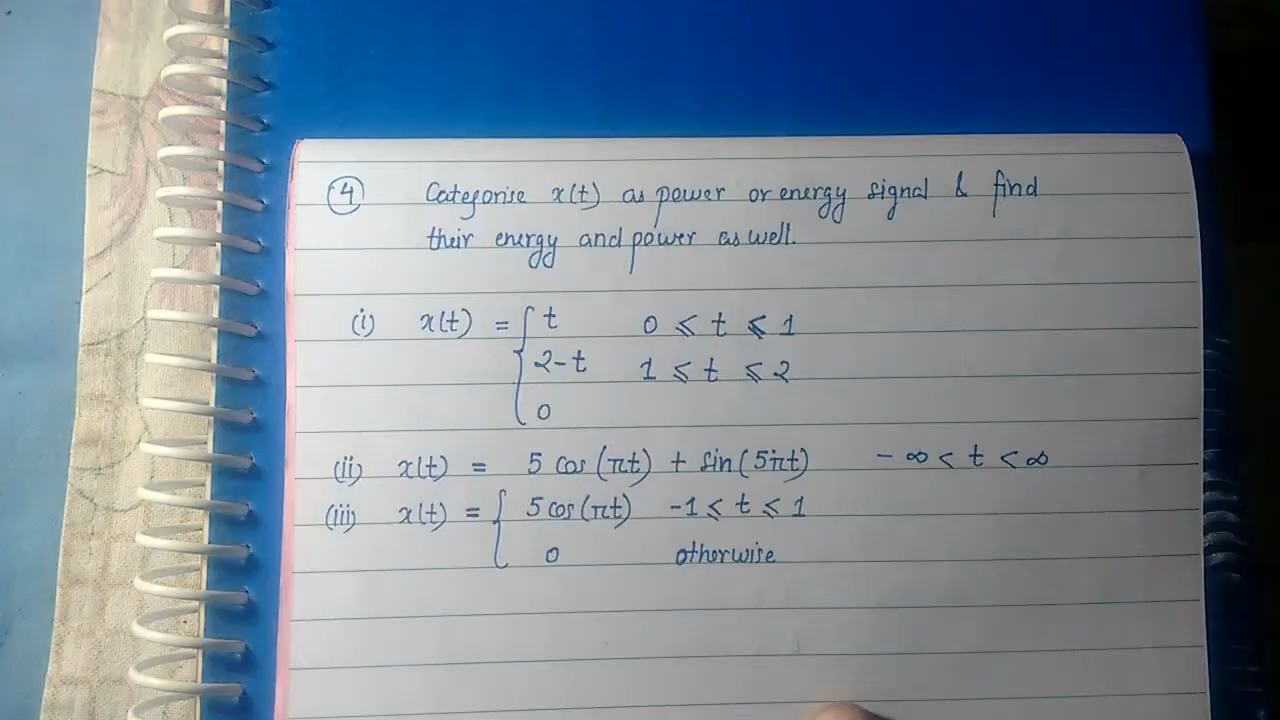 (4) Categorise x(t) as power or energy signal & find
their energy and power as well.
(i) x(t) = { t 0 ⩽ t ⩽ 1
2-t 1 ⩽ t ⩽ 2
0
(ii) x(t) = 5 cos(πt) + sin(5πt) -∞ < t < ∞
(iii) x(t) = { 5 cos(πt) -1 ⩽ t ⩽ 1
0 otherwise